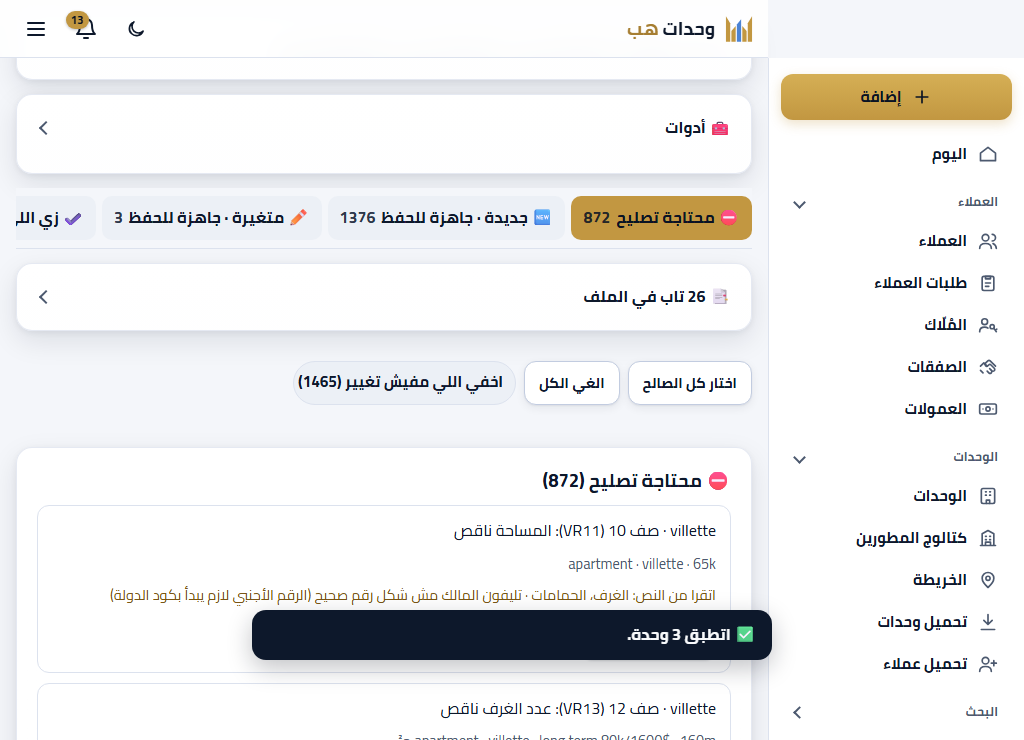 وحدات هب
13
إضافة
اليوم
العملاء
العملاء
طلبات العملاء
المُلّاك
الصفقات
العمولات
الوحدات
الوحدات
كتالوج المطورين
الخريطة
تحميل وحدات
تحميل عملاء
البحث
أدوات
محتاجة تصليح 872
جديدة · جاهزة للحفظ 1376
متغيرة · جاهزة للحفظ 3
زي اللي
26 تاب في الملف
اختار كل الصالح
الغي الكل
اخفي اللي مفيش تغيير (1465)
محتاجة تصليح (872)
villette · صف 10 (VR11): المساحة ناقص
apartment · villette · 65k
اتقرا من النص: الغرف، الحمامات · تليفون المالك مش شكل رقم صحيح (الرقم الأجنبي لازم يبدأ بكود الدولة)
اتطبق 3 وحدة.
villette · صف 12 (VR13): عدد الغرف ناقص